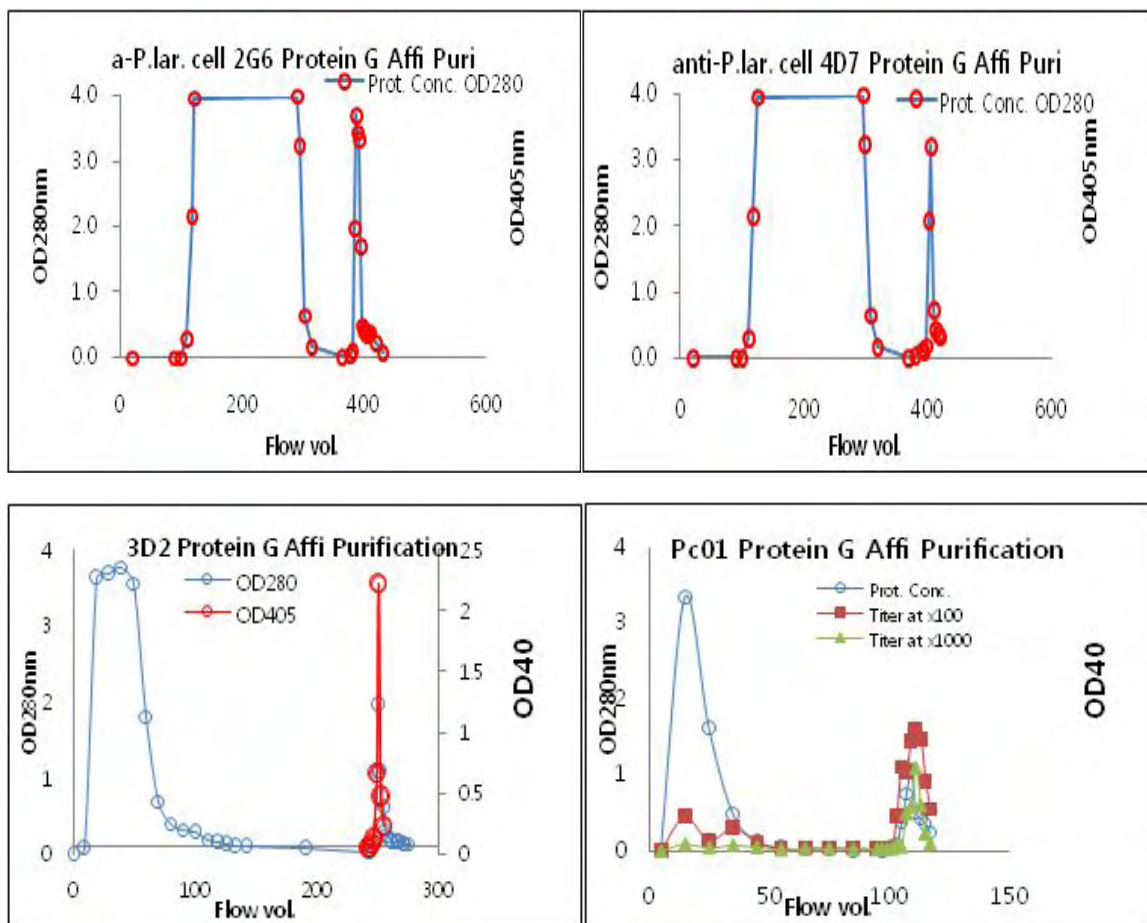 a-P.lar. cell 2G6 Protein G Affi Puri
Prot. Conc. OD280
4.0
3.0
2.0
1.0
0.0
0
200
400
600
OD280nm
OD405nm
Flow vol.
anti-P.lar. cell 4D7 Protein G Affi Puri
Prot. Conc. OD280
4.0
3.0
2.0
1.0
0.0
0
200
400
600
OD280nm
Flow vol.
3D2 Protein G Affi Purification
OD280
OD405
4
3
2
1
0
2.5
2
1.5
1
0.5
0
0
100
200
300
OD280nm
OD40
Flow vol.
Pc01 Protein G Affi Purification
Prot. Conc.
Titer at x100
Titer at x1000
4
3
2
1
0
0
50
100
150
OD280nm
OD40
Flow vol.